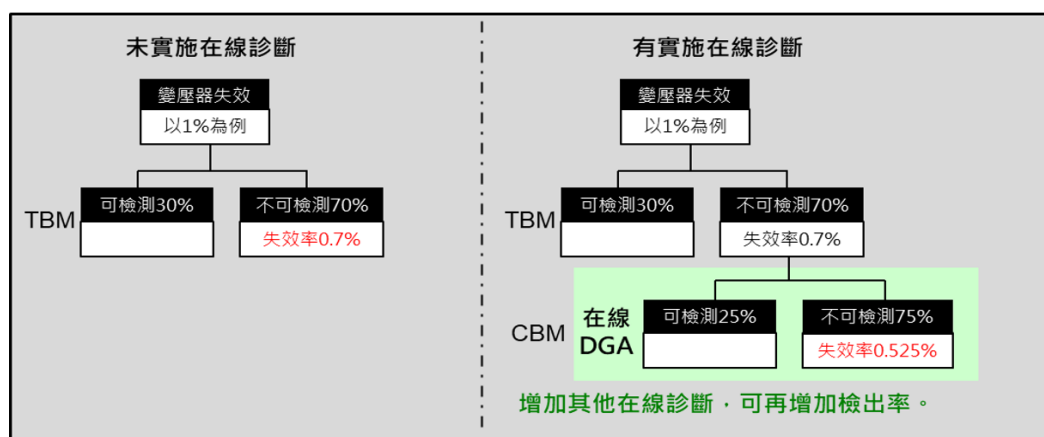 未實施在線診斷
變壓器失效
以1%為例
TBM
可檢測30%
不可檢測70%
失效率0.7%
有實施在線診斷
變壓器失效
以1%為例
TBM
可檢測30%
不可檢測70%
失效率0.7%
CBM
在線
DGA
可檢測25%
不可檢測75%
失效率0.525%
增加其他在線診斷，可再增加檢出率。